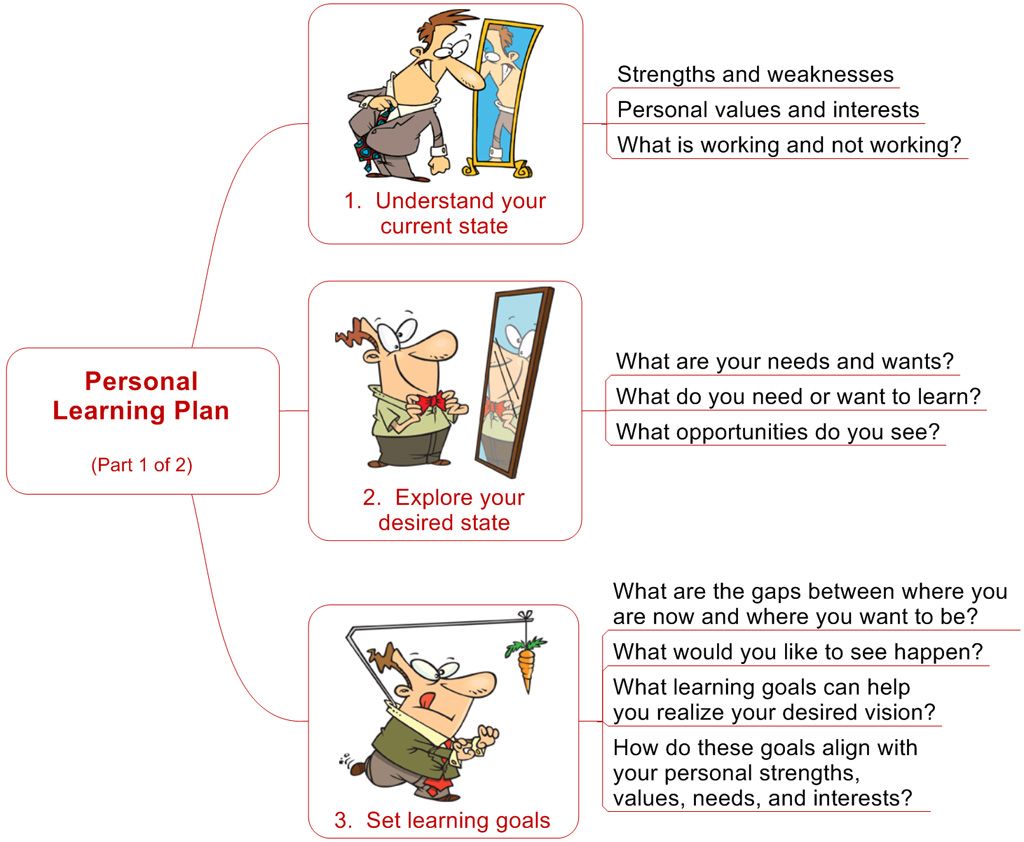 Personal
Learning Plan
(Part 1 of 2)
1.  Understand your
current state
Strengths and weaknesses
Personal values and interests
What is working and not working?
2.  Explore your
desired state
What are your needs and wants?
What do you need or want to learn?
What opportunities do you see?
3.  Set learning goals
What are the gaps between where you
are now and where you want to be?
What would you like to see happen?
What learning goals can help
you realize your desired vision?
How do these goals align with
your personal strengths,
values, needs, and interests?